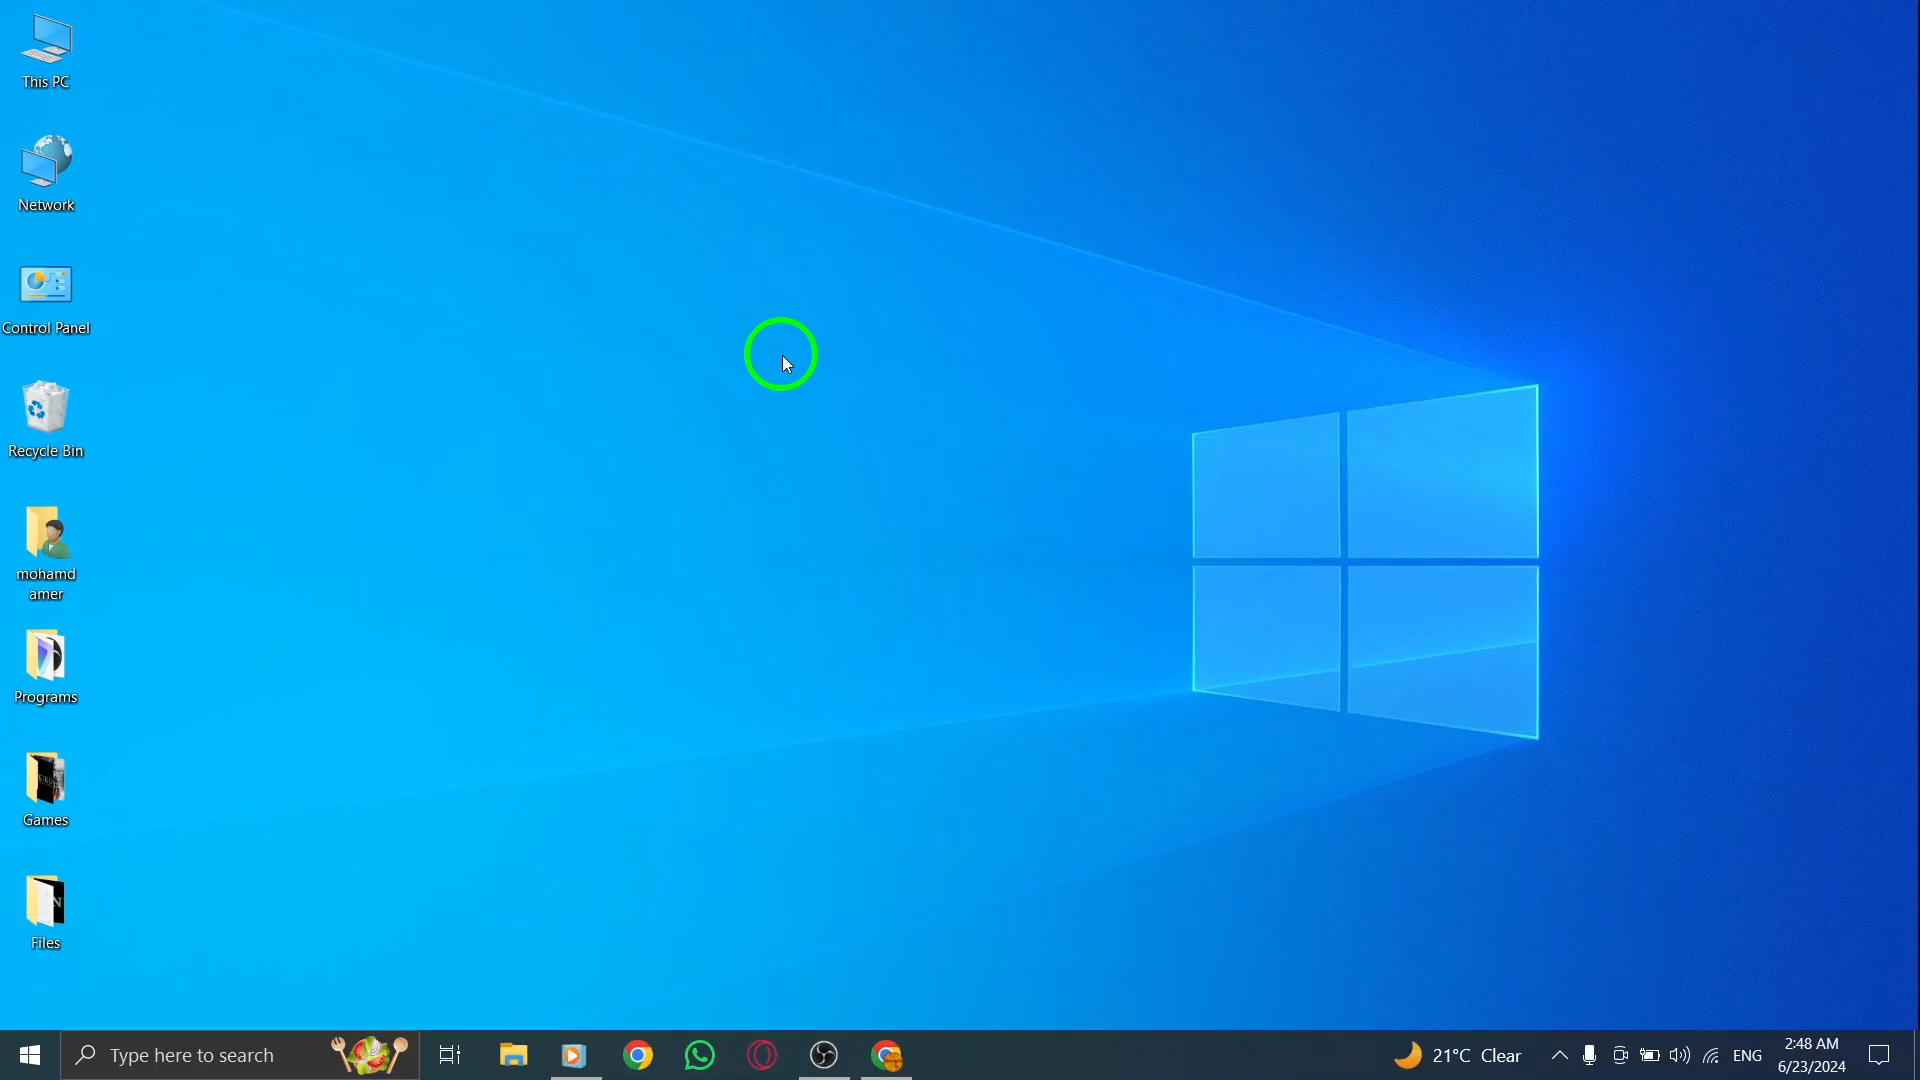 This PC
Network
Control Panel
Recycle Bin
mohamd
amer
Programs
Games
Files
Type here to search
21°C Clear
ENG
2:48 AM
6/23/2024